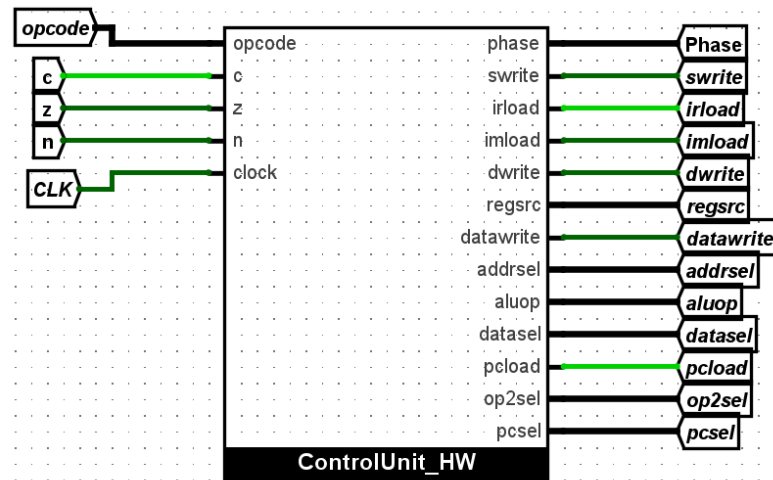 opcode
c
z
n
CLK
opcode
c
z
n
clock
phase
swrite
irload
imload
dwrite
regsrc
datawrite
addrsel
aluop
datasel
pcload
op2sel
pcsel
Phase
swrite
irload
imload
dwrite
regsrc
datawrite
addrsel
aluop
datasel
pcload
op2sel
pcsel
ControlUnit_HW